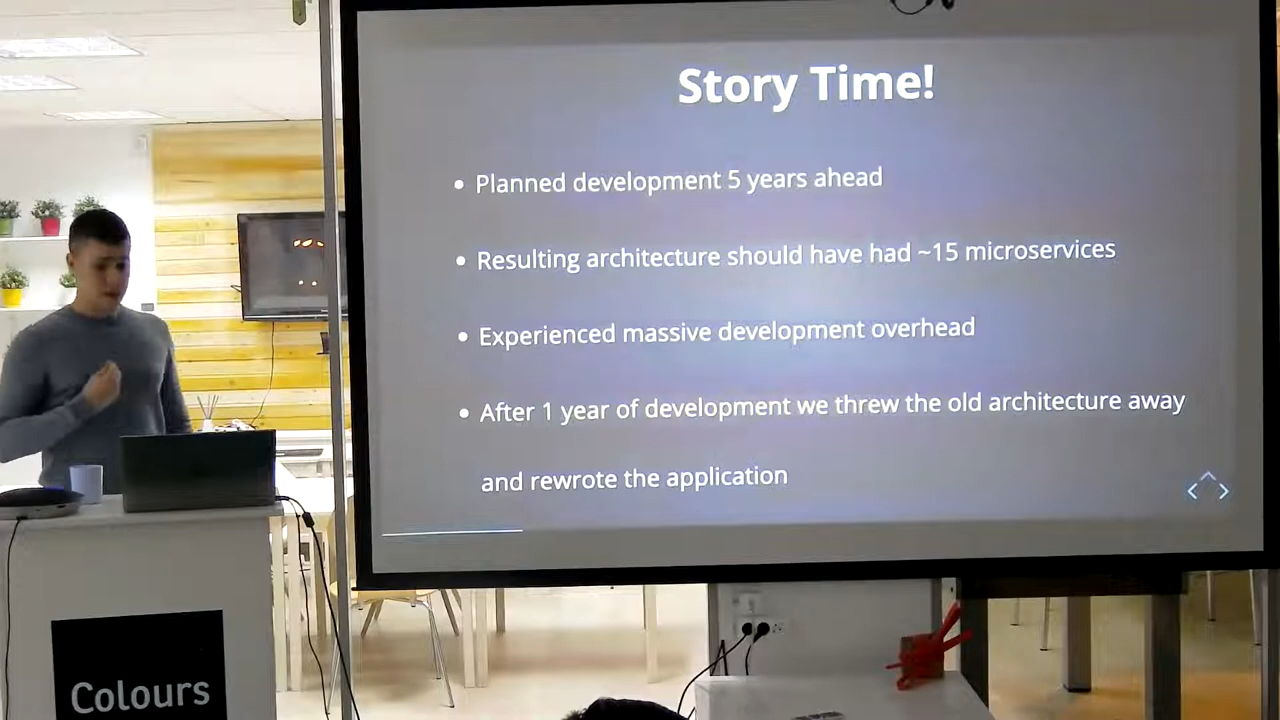 Story Time!
• Planned development 5 years ahead
• Resulting architecture should have had ~15 microservices
• Experienced massive development overhead
• After 1 year of development we threw the old architecture away
and rewrote the application
Colours